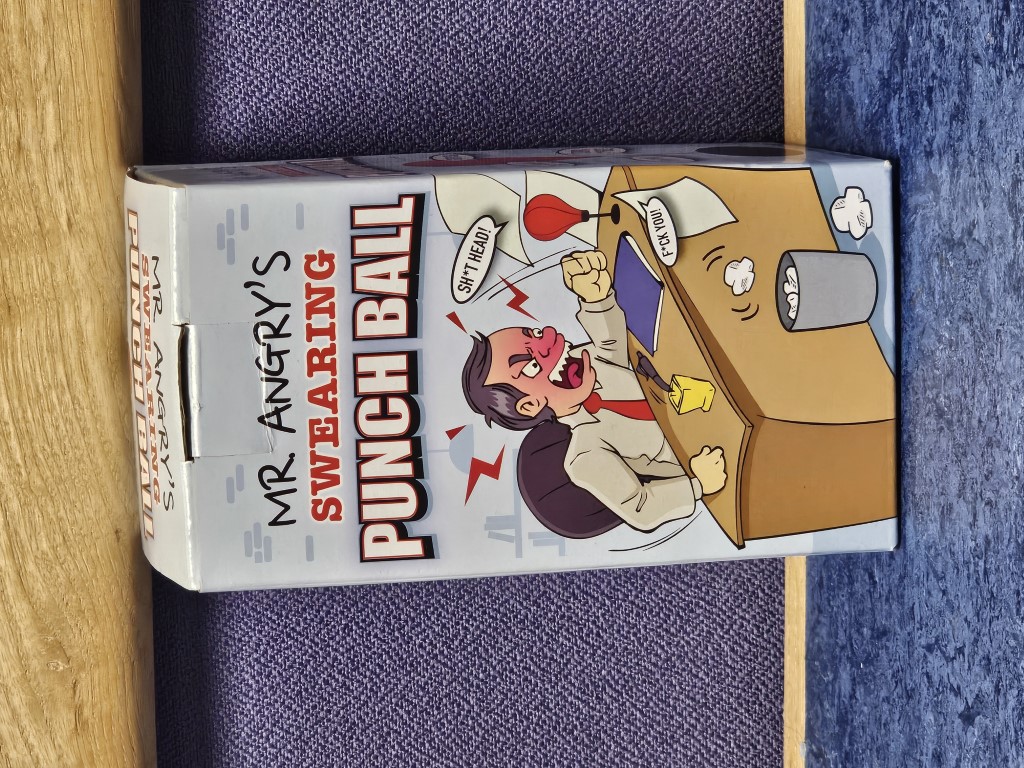 MR. ANGRY'S
SWEARING
PUNCH BALL
MR. ANGRY'S
SWEARING
PUNCH BALL
SH*T HEAD!
F*CK YOU!